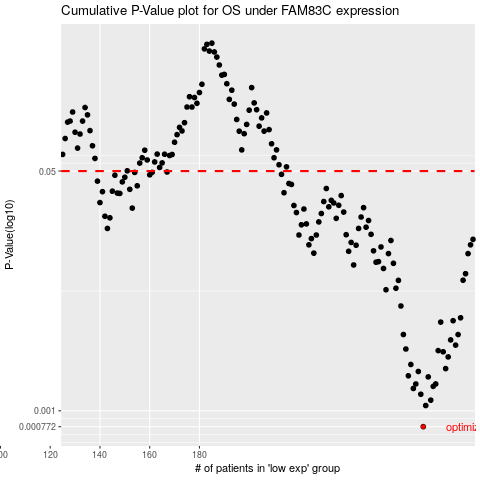 Cumulative P-Value plot for OS under FAM83C expression
P-Value(log10)
0.05
0.001
0.000772
optimi
00
120
140
160
180
# of patients in 'low exp' group